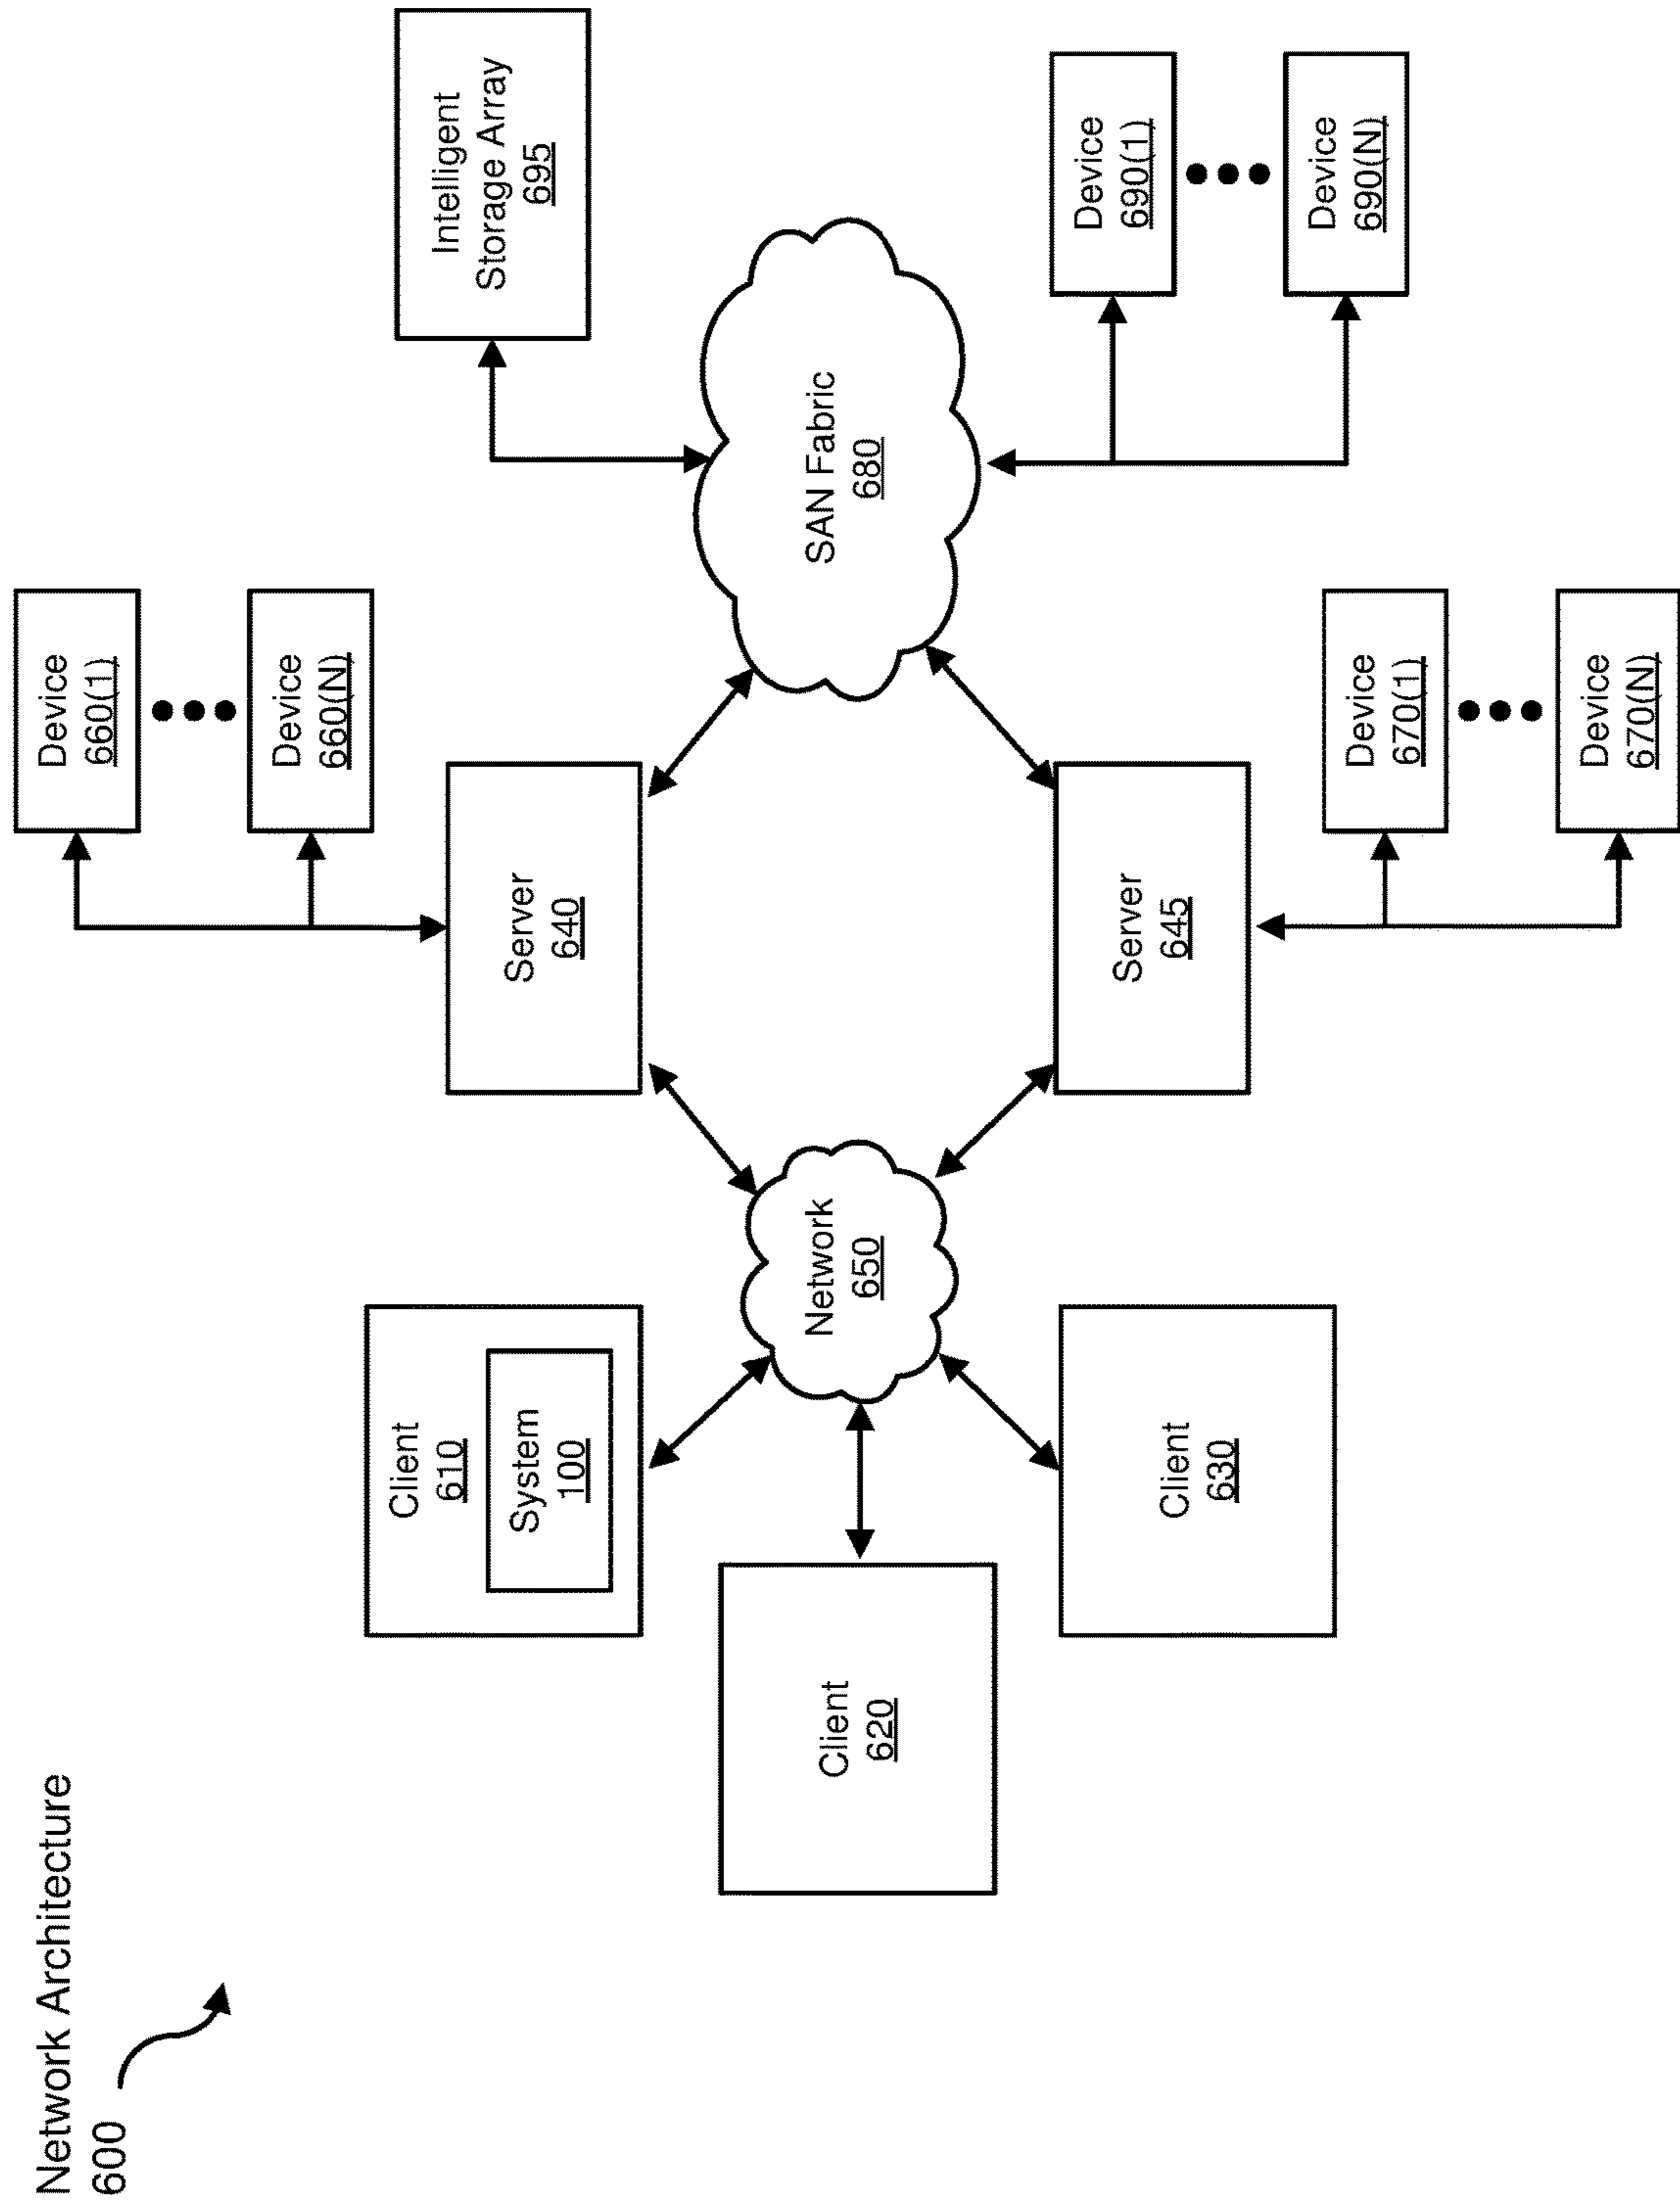 Network Architecture
600
Client
610
System
100
Client
620
Client
630
Network
650
Server
640
Server
645
Device
660(1)
Device
660(N)
Device
670(1)
Device
670(N)
SAN Fabric
680
Intelligent
Storage Array
695
Device
690(1)
Device
690(N)